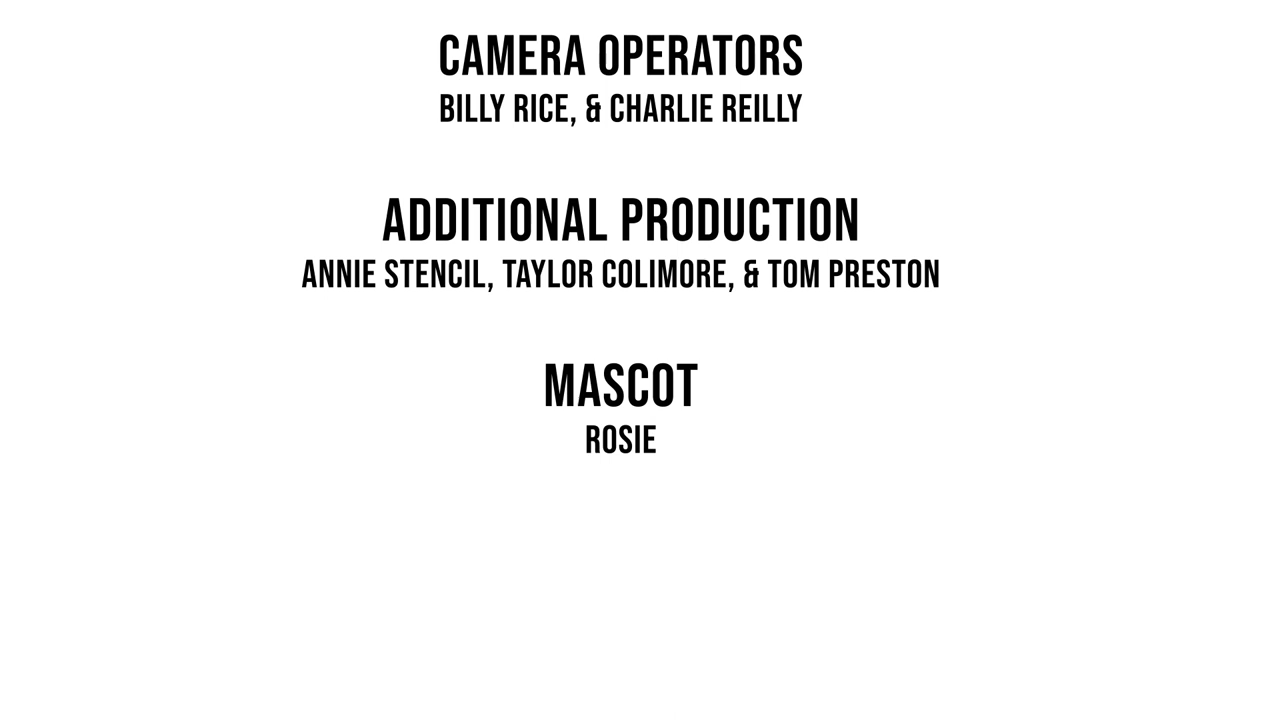 CAMERA OPERATORS
BILLY RICE, & CHARLIE REILLY
ADDITIONAL PRODUCTION
ANNIE STENCIL, TAYLOR COLIMORE, & TOM PRESTON
MASCOT
ROSIE